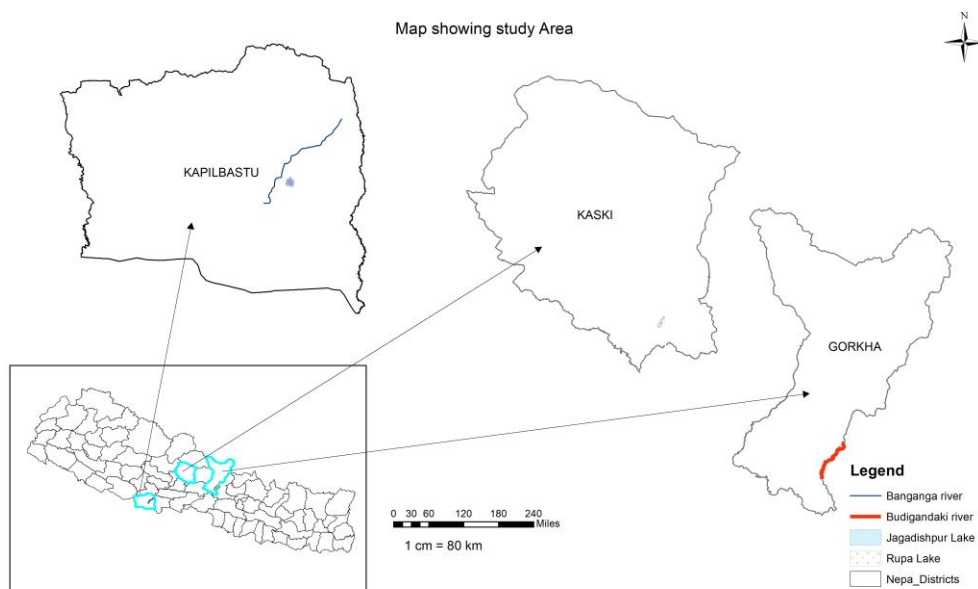 Map showing study Area
N
KAPILBASTU
KASKI
GORKHA
0 30 60 120 180 240
Miles
1 cm = 80 km
Legend
Banganga river
Budigandaki river
Jagadishpur Lake
Rupa Lake
Nepa_Districts